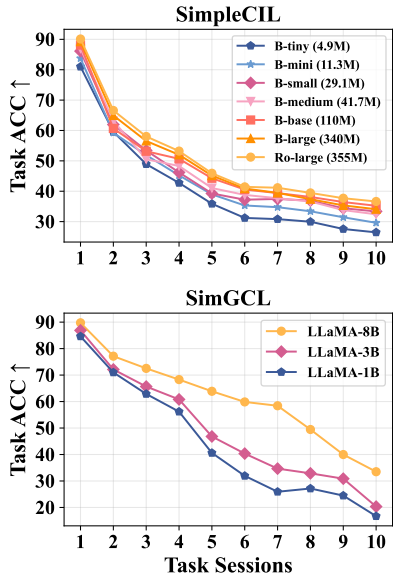 SimpleCIL
Task ACC ↑
90
80
70
60
50
40
30
B-tiny (4.9M)
B-mini (11.3M)
B-small (29.1M)
B-medium (41.7M)
B-base (110M)
B-large (340M)
Ro-large (355M)
1 2 3 4 5 6 7 8 9 10
SimGCL
Task ACC ↑
90
80
70
60
50
40
30
20
LLaMA-8B
LLaMA-3B
LLaMA-1B
1 2 3 4 5 6 7 8 9 10
Task Sessions